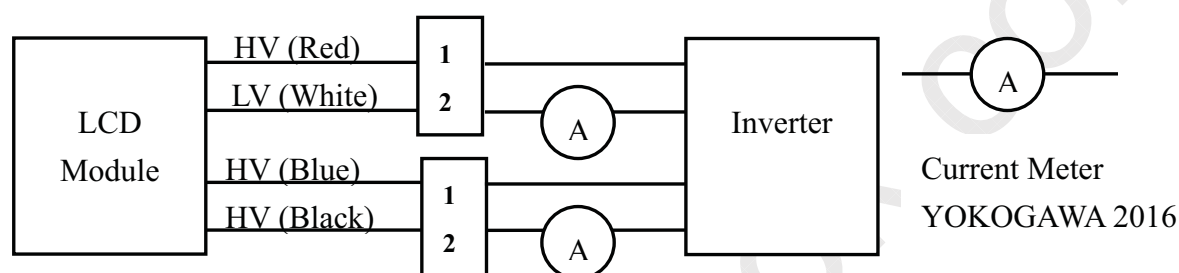 HV (Red)
1
LV (White)
2
A
LCD
Module
Inverter
A
HV (Blue)
1
HV (Black)
2
A
Current Meter
YOKOGAWA 2016